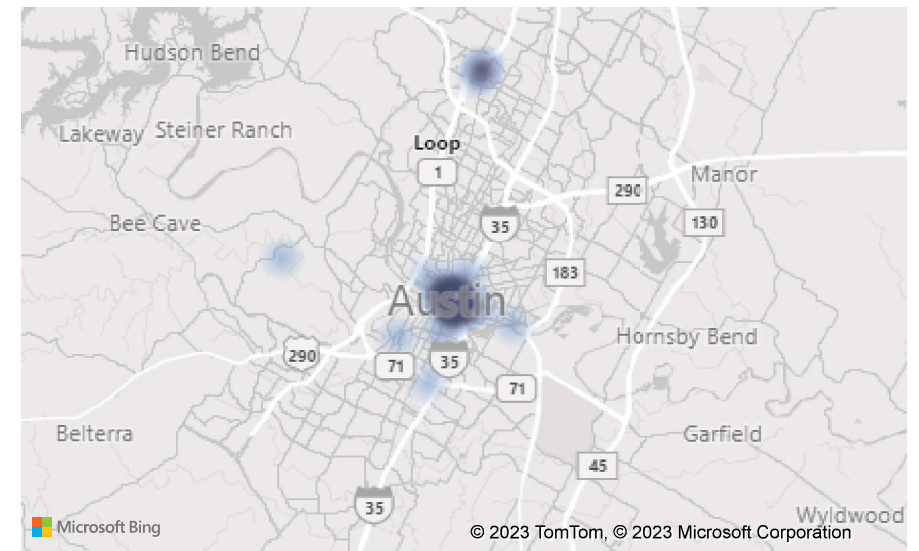 Hudson Bend
Lakeway
Steiner Ranch
Loop
1
Manor
290
Bee Cave
35
130
183
Austin
Hornsby Bend
290
71
35
71
Belterra
Garfield
45
35
Wyldwood
Microsoft Bing
© 2023 TomTom, © 2023 Microsoft Corporation